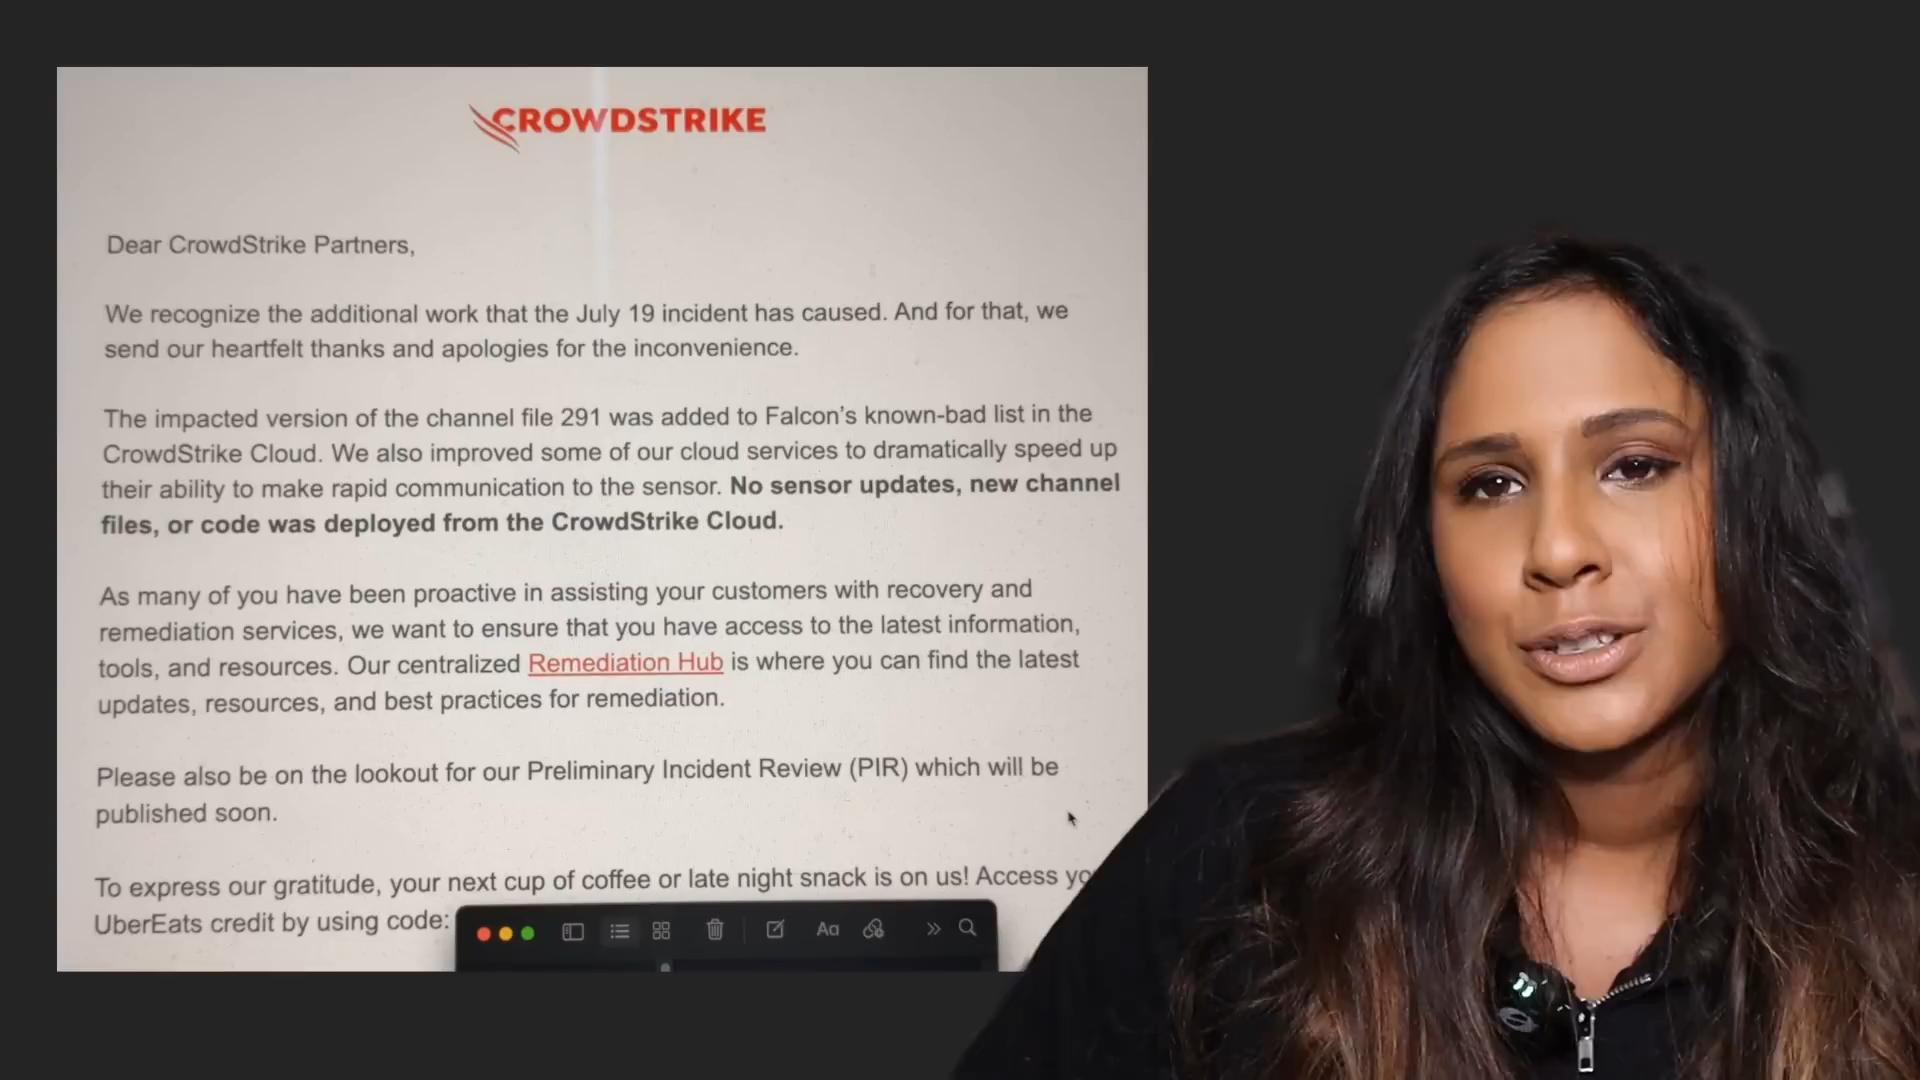 CROWDSTRIKE
Dear CrowdStrike Partners,
We recognize the additional work that the July 19 incident has caused. And for that, we
send our heartfelt thanks and apologies for the inconvenience.
The impacted version of the channel file 291 was added to Falcon's known-bad list in the
CrowdStrike Cloud. We also improved some of our cloud services to dramatically speed up
their ability to make rapid communication to the sensor. No sensor updates, new channel
files, or code was deployed from the CrowdStrike Cloud.
As many of you have been proactive in assisting your customers with recovery and
remediation services, we want to ensure that you have access to the latest information,
tools, and resources. Our centralized Remediation Hub is where you can find the latest
updates, resources, and best practices for remediation.
Please also be on the lookout for our Preliminary Incident Review (PIR) which will be
published soon.
To express our gratitude, your next cup of coffee or late night snack is on us! Access yo
UberEats credit by using code:
Aa